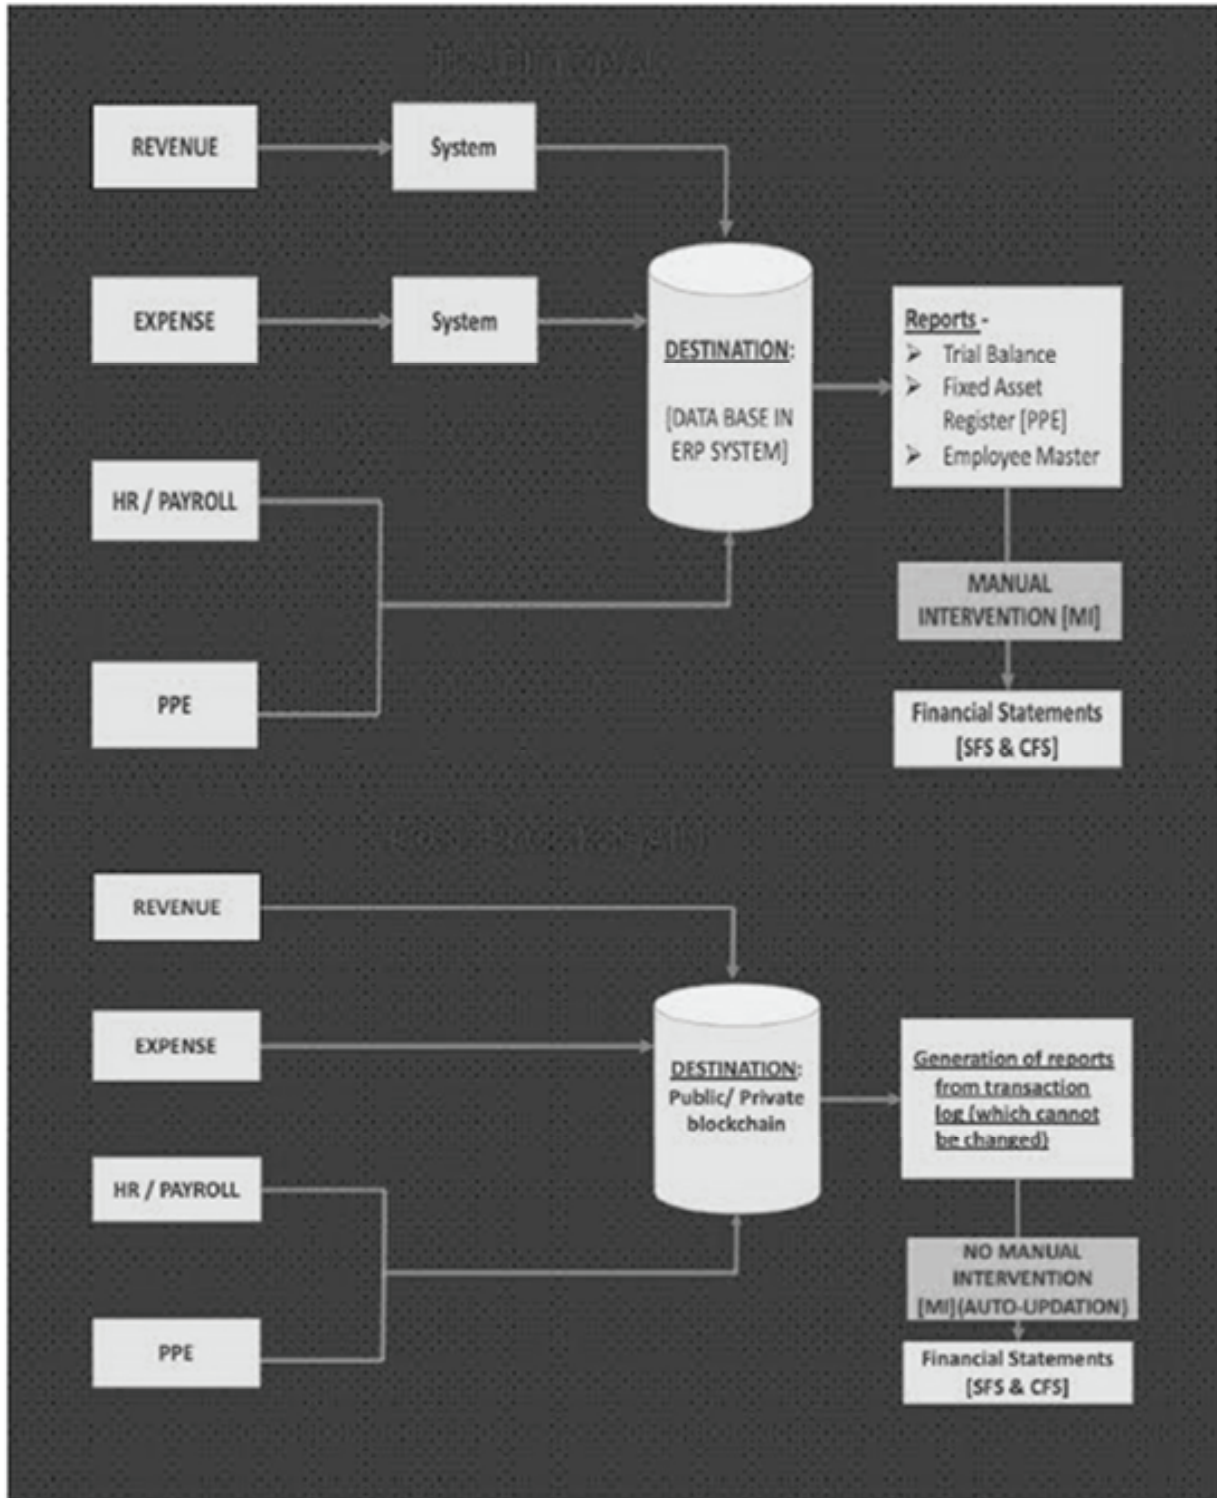 TRADITIONAL
REVENUE
System
EXPENSE
System
DESTINATION:
[DATA BASE IN
ERP SYSTEM]
Reports -
➢ Trial Balance
➢ Fixed Asset
Register [PPE]
➢ Employee Master
HR / PAYROLL
MANUAL
INTERVENTION [MI]
PPE
Financial Statements
[SFS & CFS]
REVENUE
EXPENSE
DESTINATION:
Public/ Private
blockchain
Generation of reports
from transaction
log (which cannot
be changed)
HR / PAYROLL
NO MANUAL
INTERVENTION
[MI](AUTO-UPDATION)
PPE
Financial Statements
[SFS & CFS]